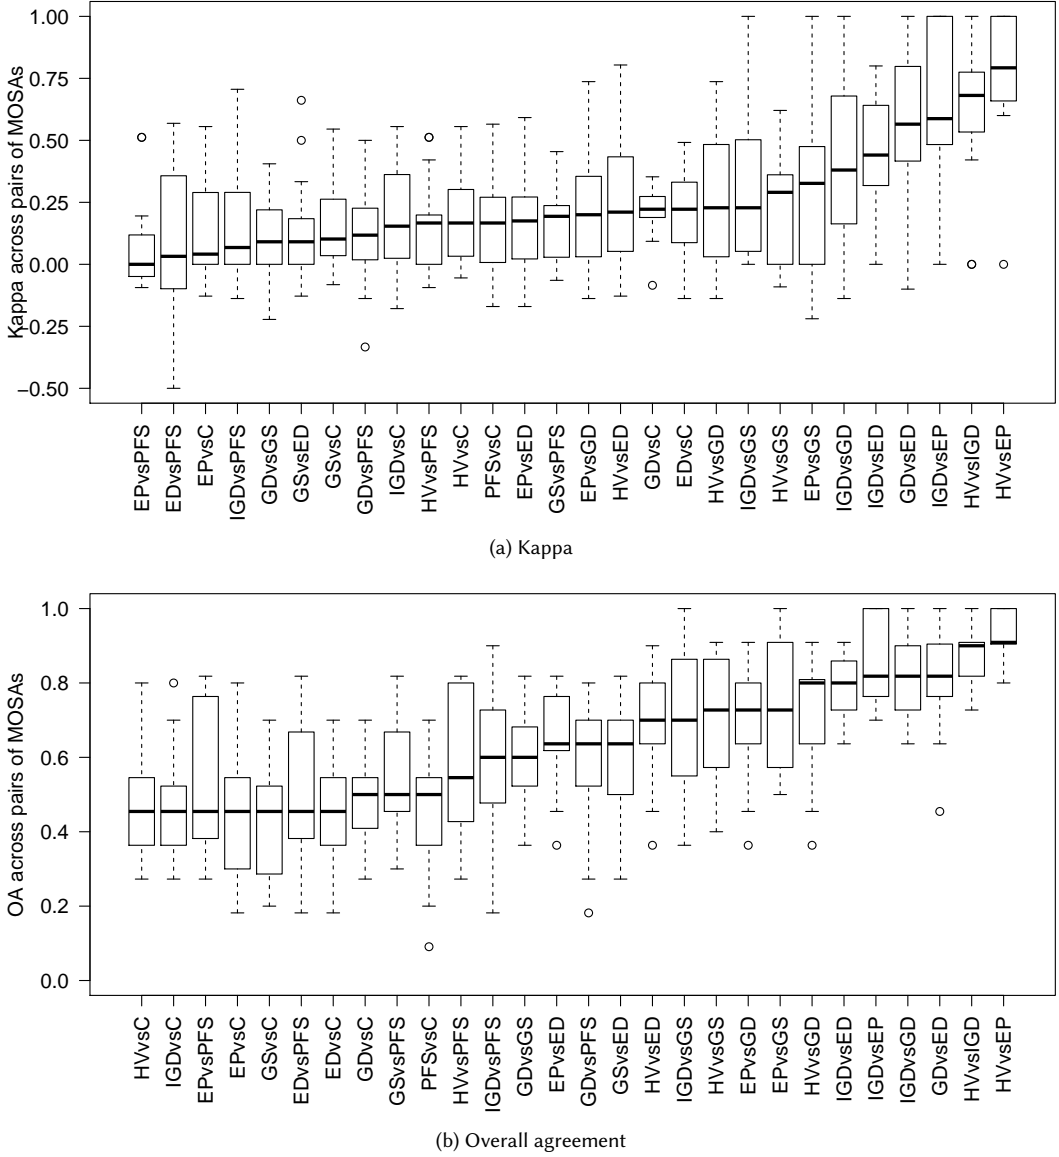 Kappa across pairs of MOSAs
1.00
0.75
0.50
0.25
0.00
−0.25
−0.50
EPvsPFS
EDvsPFS
EPvsC
IGDvsPFS
GDvsGS
GSvsED
GSvsC
GDvsPFS
IGDvsC
HVvsPFS
HVvsC
PFSvsC
EPvsED
GSvsPFS
EPvsGD
HVvsED
GDvsC
EDvsC
HVvsGD
IGDvsGS
HVvsGS
EPvsGS
IGDvsGD
IGDvsED
GDvsED
IGDvsEP
HVvsIGD
HVvsEP
(a) Kappa
OA across pairs of MOSAs
1.0
0.8
0.6
0.4
0.2
0.0
HVvsC
IGDvsC
EPvsPFS
EPvsC
GSvsC
EDvsPFS
EDvsC
GDvsC
GSvsPFS
PFSvsC
HVvsPFS
IGDvsPFS
GDvsGS
EPvsED
GDvsPFS
GSvsED
HVvsED
IGDvsGS
HVvsGS
EPvsGD
EPvsGS
HVvsGD
IGDvsED
IGDvsEP
IGDvsGD
GDvsED
HVvsIGD
HVvsEP
(b) Overall agreement